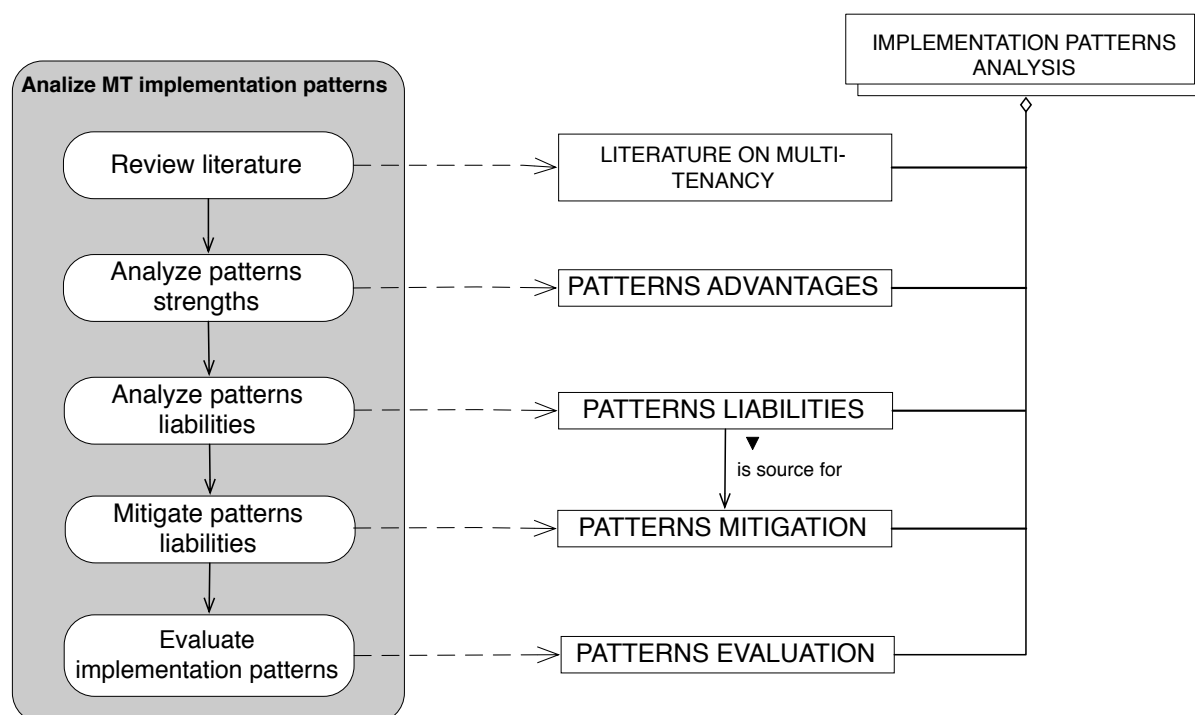 IMPLEMENTATION PATTERNS
ANALYSIS
Analize MT implementation patterns
Review literature
LITERATURE ON MULTI-
TENANCY
Analyze patterns
strengths
PATTERNS ADVANTAGES
Analyze patterns
liabilities
PATTERNS LIABILITIES
is source for
Mitigate patterns
liabilities
PATTERNS MITIGATION
Evaluate
implementation patterns
PATTERNS EVALUATION